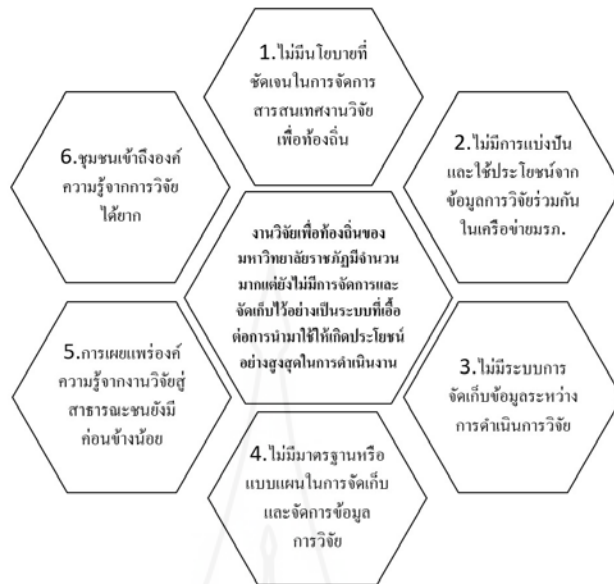 1.ไม่มีนโยบายที่
ชัดเจนในการจัดการ
สารสนเทศงานวิจัย
เพื่อท้องถิ่น
2.ไม่มีการแบ่งปัน
และใช้ประโยชน์จาก
ข้อมูลการวิจัยร่วมกัน
ในเครือข่ายมรภ.
3.ไม่มีระบบการ
จัดเก็บข้อมูลระหว่าง
การดำเนินการวิจัย
4.ไม่มีมาตรฐานหรือ
แบบแผนในการจัดเก็บ
และจัดการข้อมูล
การวิจัย
5.การเผยแพร่องค์
ความรู้จากงานวิจัยสู่
สาธารณะชนยังมี
ค่อนข้างน้อย
6.ชุมชนเข้าถึงองค์
ความรู้จากการวิจัย
ได้ยาก
งานวิจัยเพื่อท้องถิ่นของ
มหาวิทยาลัยราชภัฏมีจำนวน
มากแต่ยังไม่มีการจัดการและ
จัดเก็บไว้อย่างเป็นระบบที่เอื้อ
ต่อการนำมาใช้ให้เกิดประโยชน์
อย่างสูงสุดในการดำเนินงาน